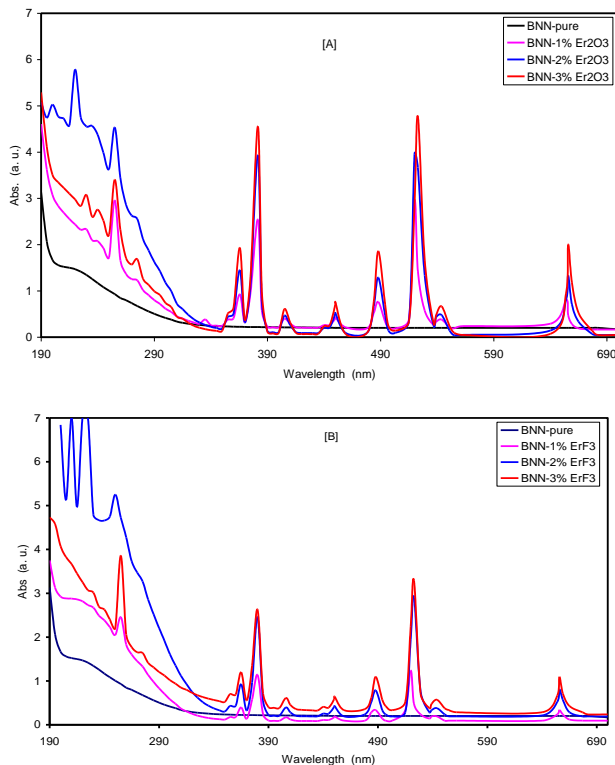 [A]
BNN-pure
BNN-1% Er2O3
BNN-2% Er2O3
BNN-3% Er2O3
7
6
5
4
3
2
1
0
Abs. (a. u.)
190 290 390 490 590 690
Wavelength (nm)
[B]
BNN-pure
BNN-1% ErF3
BNN-2% ErF3
BNN-3% ErF3
7
6
5
4
3
2
1
0
Abs (a. u.)
190 290 390 490 590 690
Wavelength (nm)